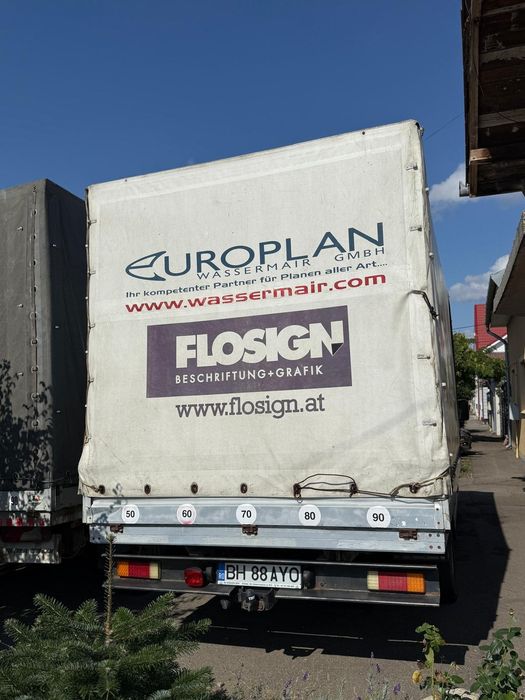 EUROPLAN
WASSERMAIR GMBH
Ihr kompetenter Partner für Planen aller Art....
www.wassermair.com
FLOSIGN
BESCHRIFTUNG+GRAFIK
www.flosign.at
50 60 70 80 90
BH 88 AYO